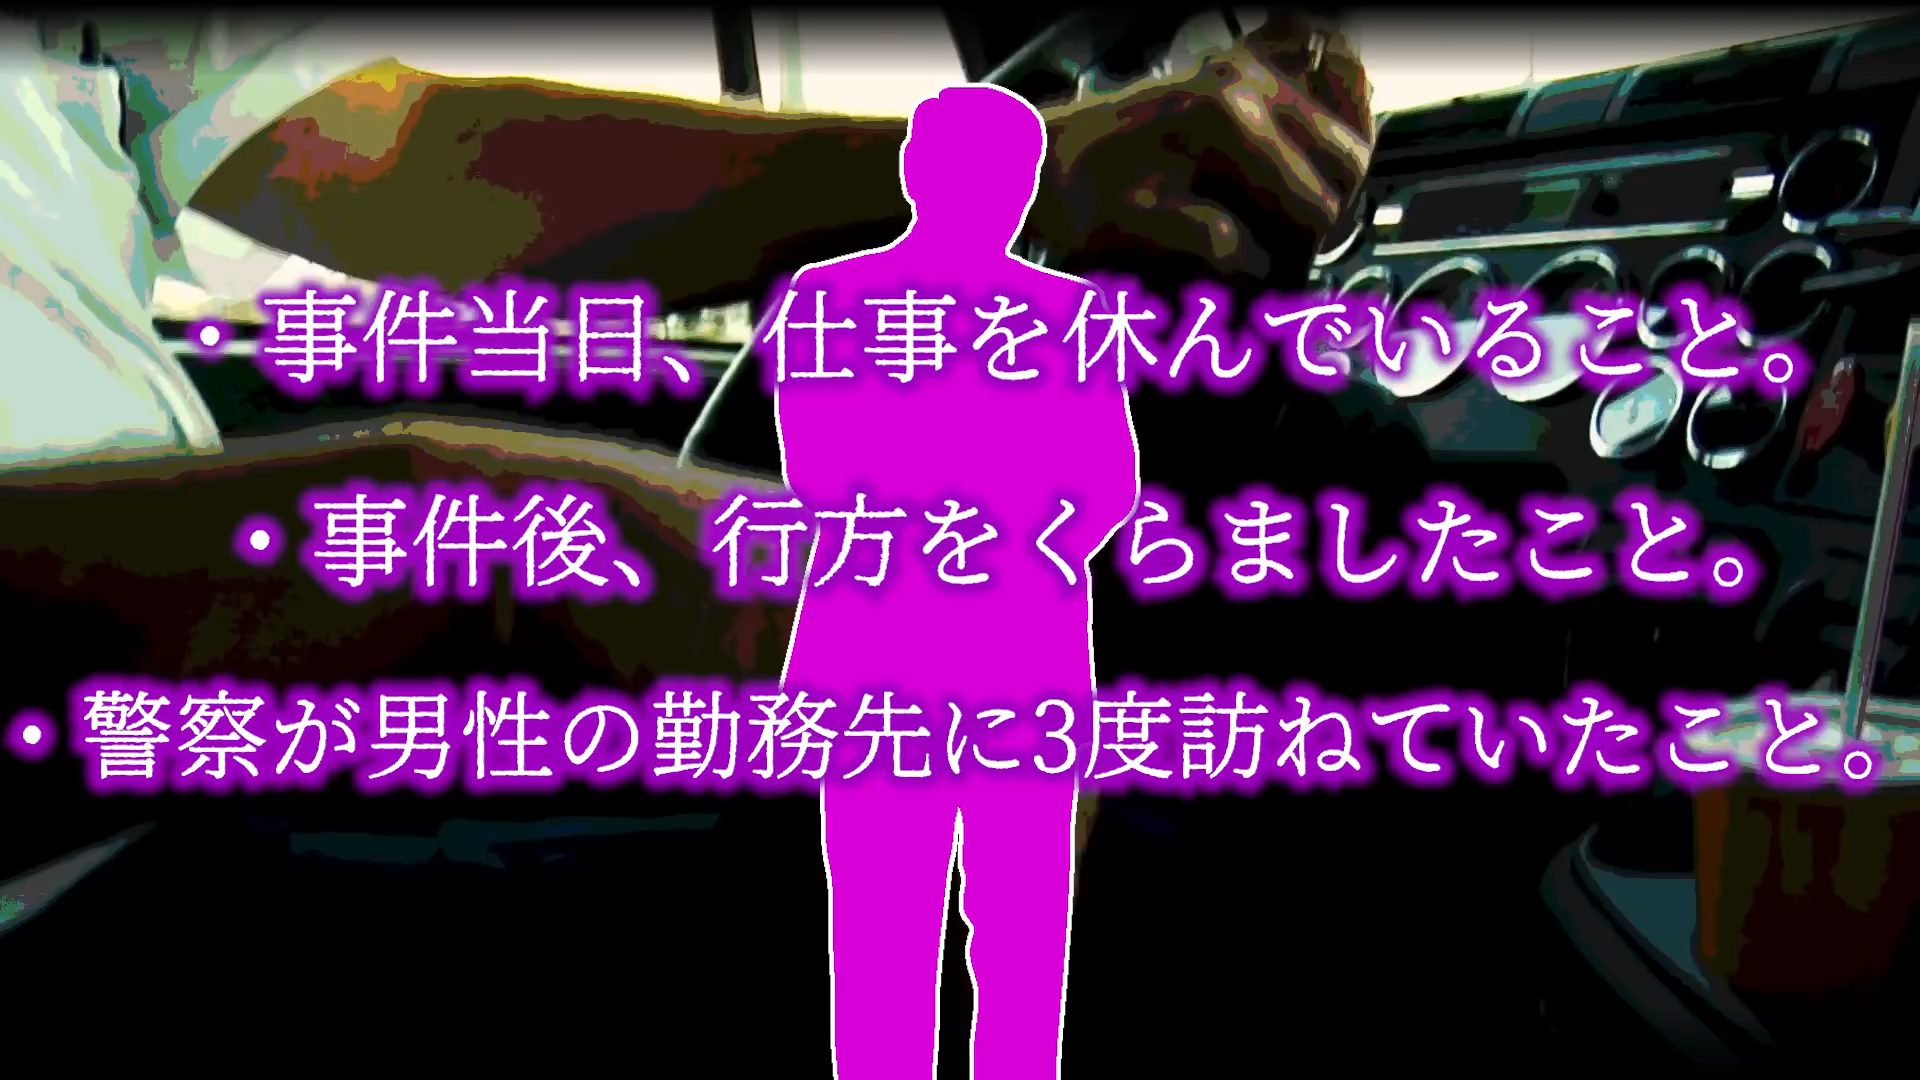 ・事件当日、仕事を休んでいること。
・事件後、行方をくらましたこと。
・警察が男性の勤務先に3度訪ねていたこと。